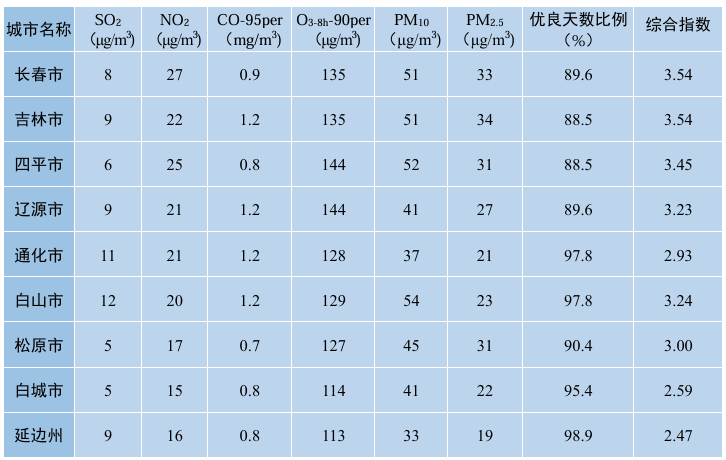 城市名称 SO₂ (μg/m³) NO₂ (μg/m³) CO-95per (mg/m³) O₃₋₈ₕ-90per (μg/m³) PM₁₀ (μg/m³) PM₂.₅ (μg/m³) 优良天数比例 (%) 综合指数
长春市 8 27 0.9 135 51 33 89.6 3.54
吉林市 9 22 1.2 135 51 34 88.5 3.54
四平市 6 25 0.8 144 52 31 88.5 3.45
辽源市 9 21 1.2 144 41 27 89.6 3.23
通化市 11 21 1.2 128 37 21 97.8 2.93
白山市 12 20 1.2 129 54 23 97.8 3.24
松原市 5 17 0.7 127 45 31 90.4 3.00
白城市 5 15 0.8 114 41 22 95.4 2.59
延边州 9 16 0.8 113 33 19 98.9 2.47